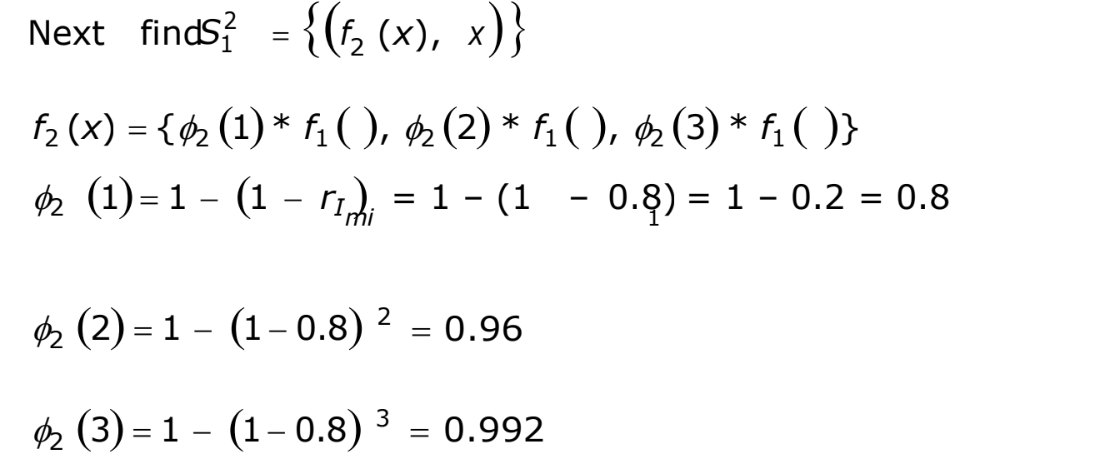 Next findS₁² = {(f₂ (x), x)}
f₂ (x) = {ϕ₂ (1) * f₁ ( ), ϕ₂ (2) * f₁ ( ), ϕ₂ (3) * f₁ ( )}
ϕ₂ (1) = 1 – (1 – r_I)^mi = 1 – (1 – 0.8)¹ = 1 – 0.2 = 0.8
ϕ₂ (2) = 1 – (1 – 0.8) ² = 0.96
ϕ₂ (3) = 1 – (1 – 0.8) ³ = 0.992